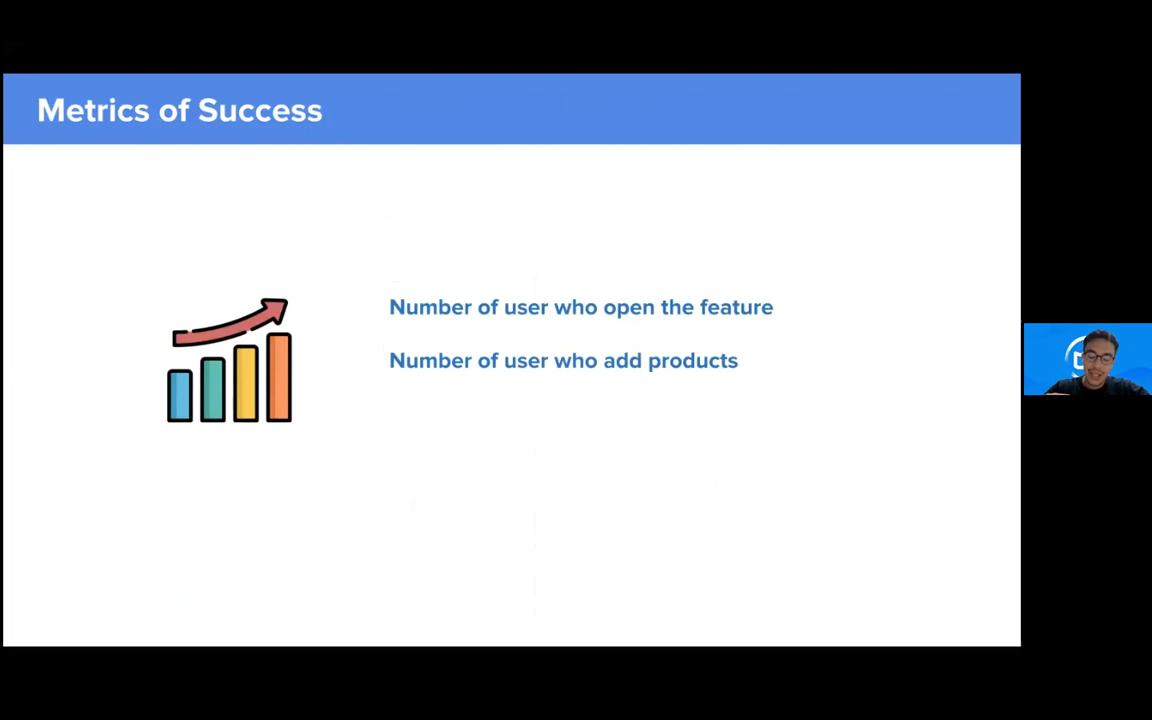 Metrics of Success
Number of user who open the feature
Number of user who add products